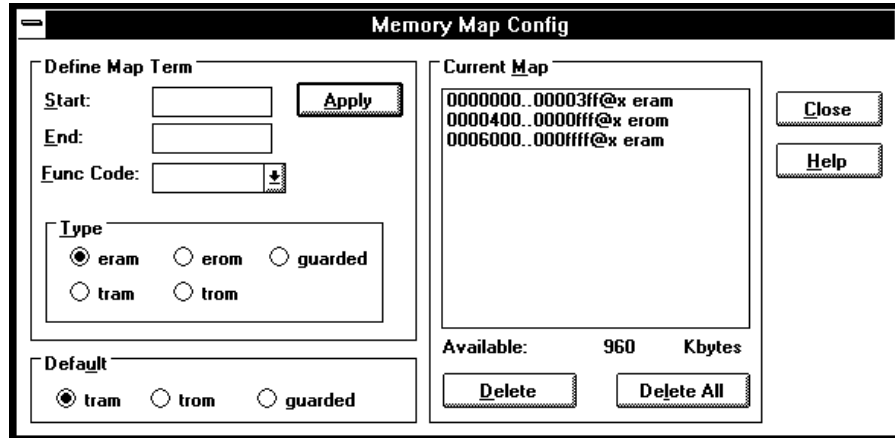 Memory Map Config
Define Map Term
Start:
Apply
End:
Func Code:
Type
eram erom guarded
tram trom
Default
tram trom guarded
Current Map
0000000..00003ff@x eram
0000400..0000fff@x erom
0006000..000ffff@x eram
Available: 960 Kbytes
Delete Delete All
Close
Help